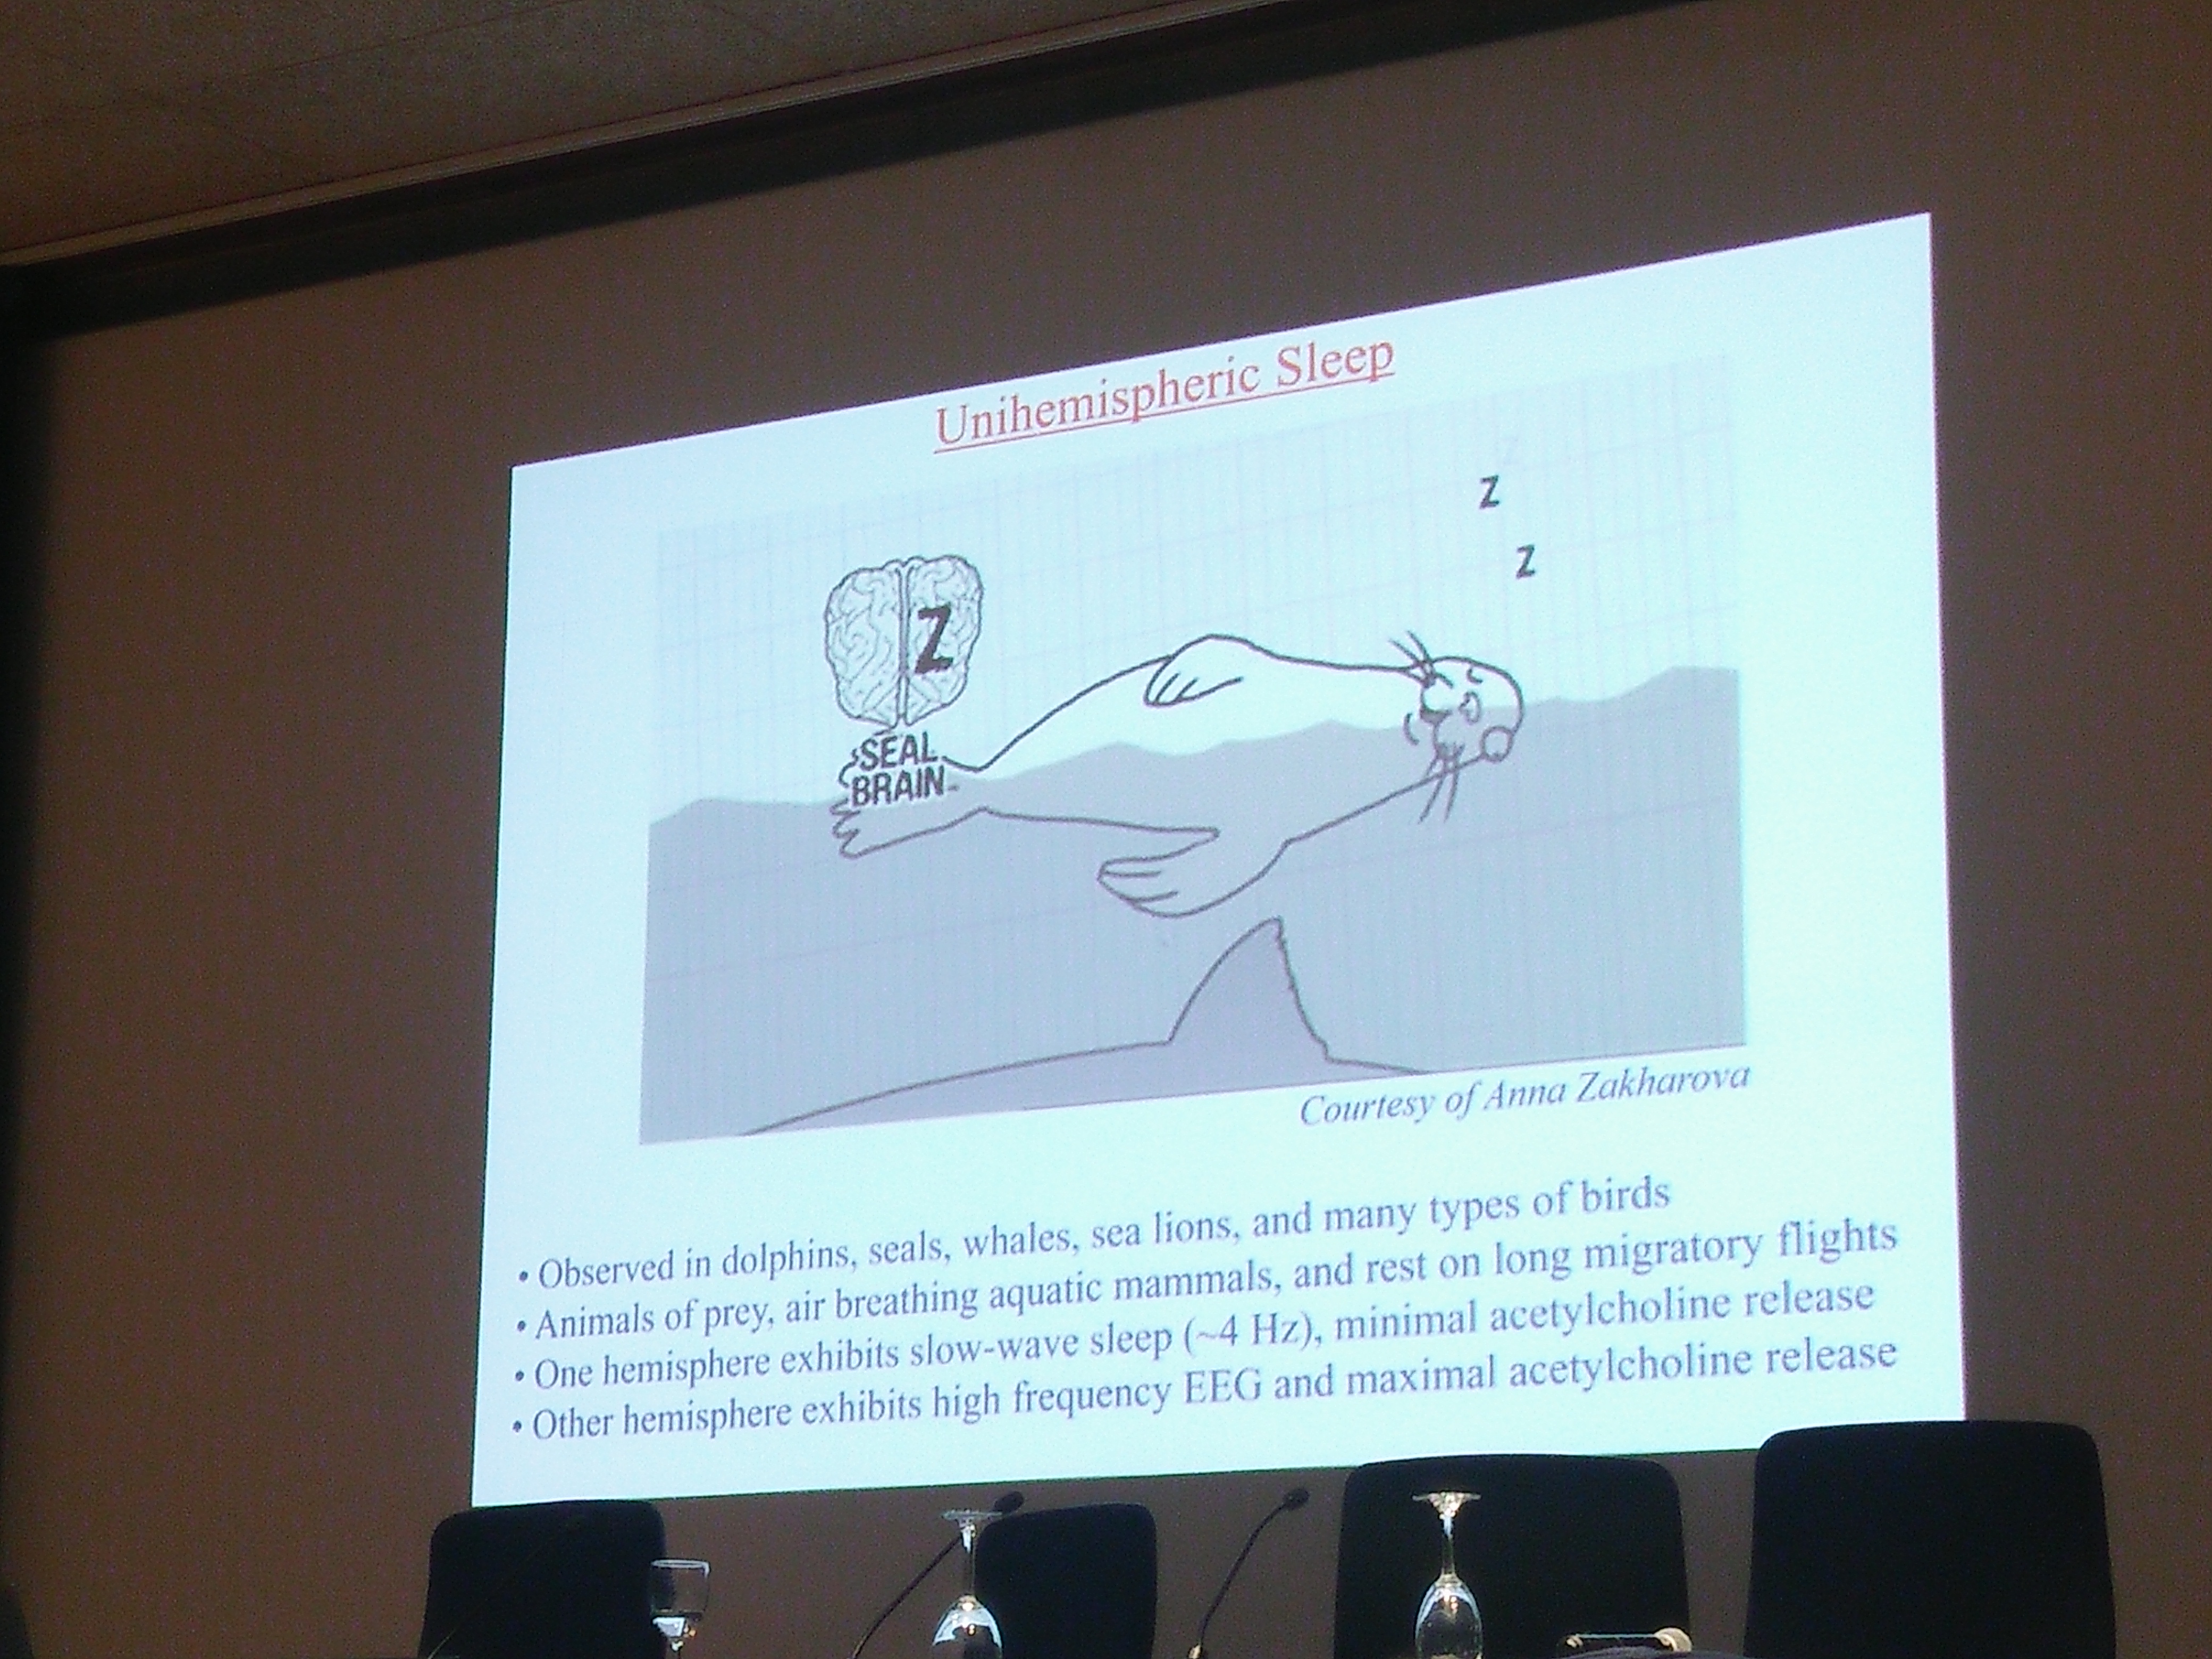 Unihemispheric Sleep
Z
Z
Z
Z
SEAL
BRAIN
Courtesy of Anna Zakharova
• Observed in dolphins, seals, whales, sea lions, and many types of birds
• Animals of prey, air breathing aquatic mammals, and rest on long migratory flights
• One hemisphere exhibits slow-wave sleep (~4 Hz), minimal acetylcholine release
• Other hemisphere exhibits high frequency EEG and maximal acetylcholine release